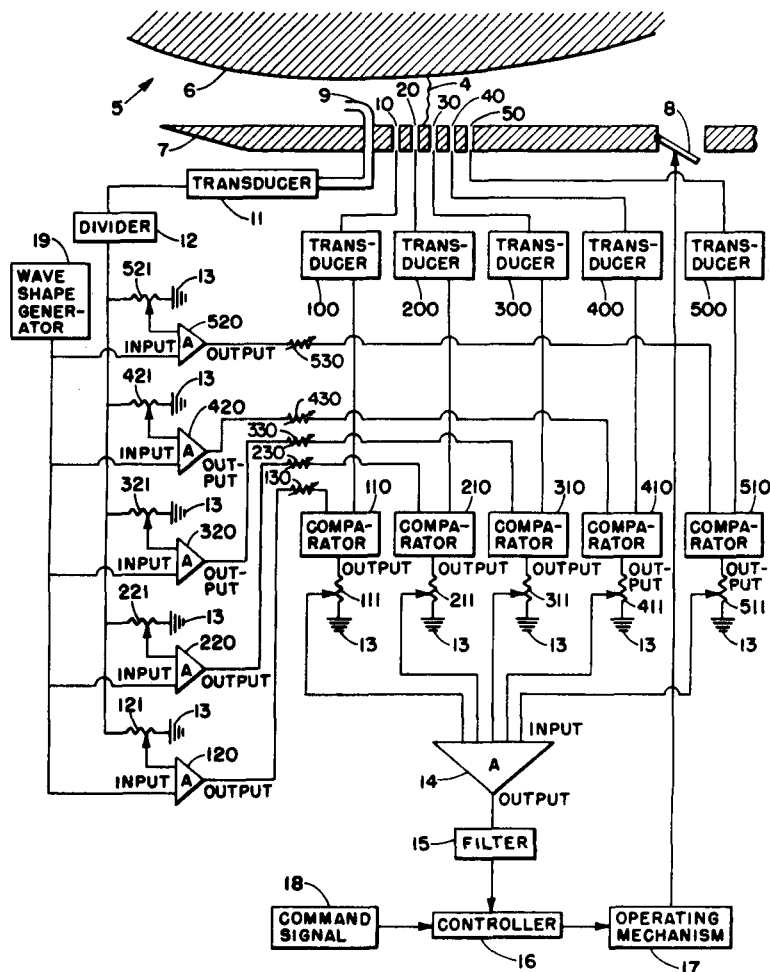 6
5
4
9
10
20
30
40
50
8
7
TRANSDUCER
11
DIVIDER
12
19
WAVE
SHAPE
GENER-
ATOR
TRANS-
DUCER
100
TRANS-
DUCER
200
TRANS-
DUCER
300
TRANS-
DUCER
400
TRANS-
DUCER
500
521
13
A
520
INPUT
OUTPUT
530
421
13
A
420
INPUT
OUT-
PUT
430
330
230
130
321
13
A
320
INPUT
OUT-
PUT
221
13
A
220
INPUT
OUTPUT
121
13
A
120
INPUT
OUTPUT
110
COMPA-
RATOR
OUTPUT
111
13
210
COMPA-
RATOR
OUTPUT
211
13
310
COMPA-
RATOR
OUTPUT
311
13
410
COMPA-
RATOR
OUT-
PUT
411
13
510
COMPA-
RATOR
OUT-
PUT
511
13
INPUT
A
14
OUTPUT
15
FILTER
18
COMMAND
SIGNAL
CONTROLLER
16
OPERATING
MECHANISM
17